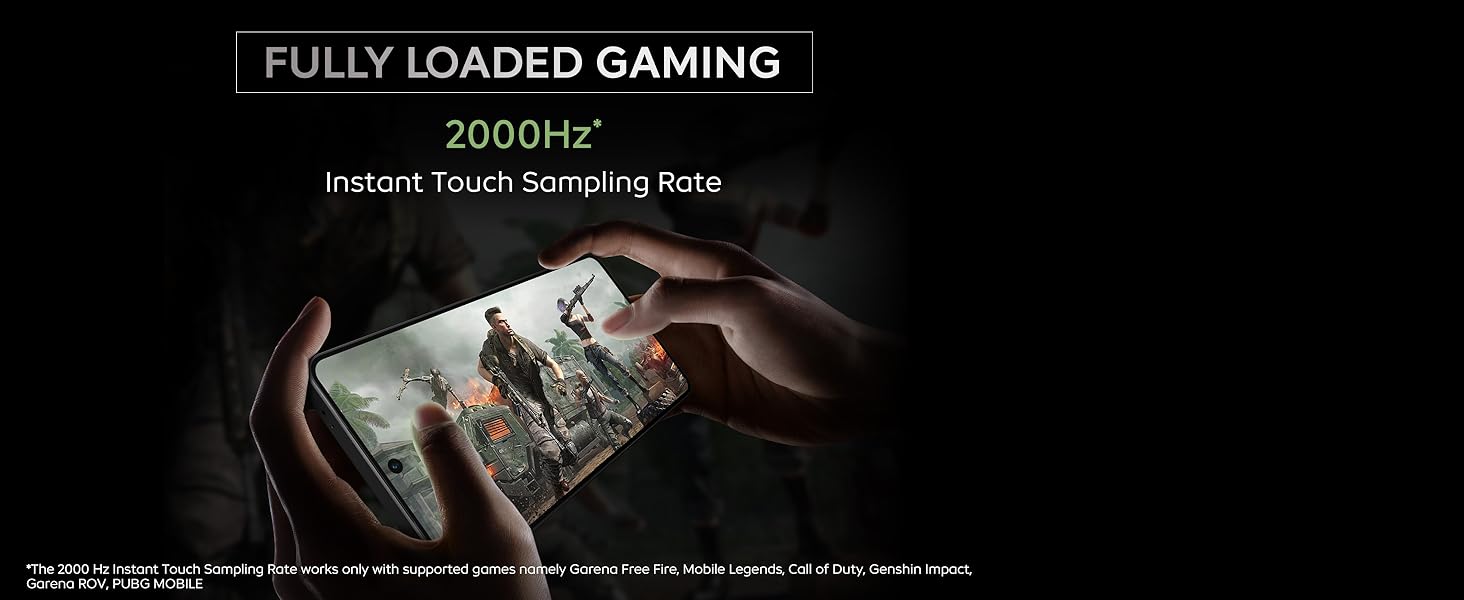 FULLY LOADED GAMING
2000Hz*
Instant Touch Sampling Rate
*The 2000 Hz Instant Touch Sampling Rate works only with supported games namely Garena Free Fire, Mobile Legends, Call of Duty, Genshin Impact,
Garena ROV, PUBG MOBILE